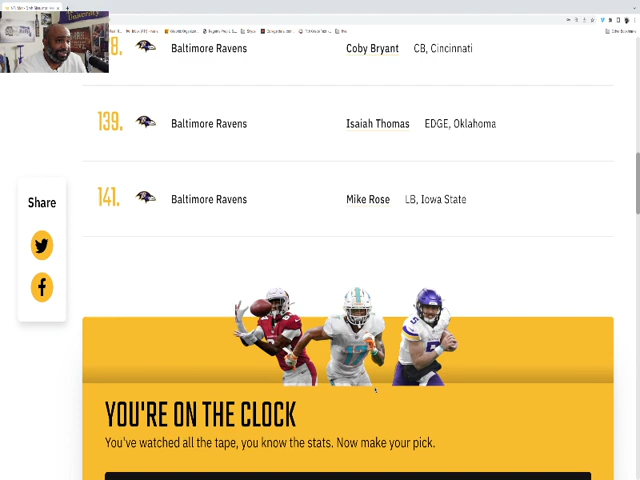 8.
Baltimore Ravens
Coby Bryant
CB, Cincinnati
139.
Baltimore Ravens
Isaiah Thomas
EDGE, Oklahoma
141.
Baltimore Ravens
Mike Rose
LB, Iowa State
Share
YOU'RE ON THE CLOCK
You've watched all the tape, you know the stats. Now make your pick.